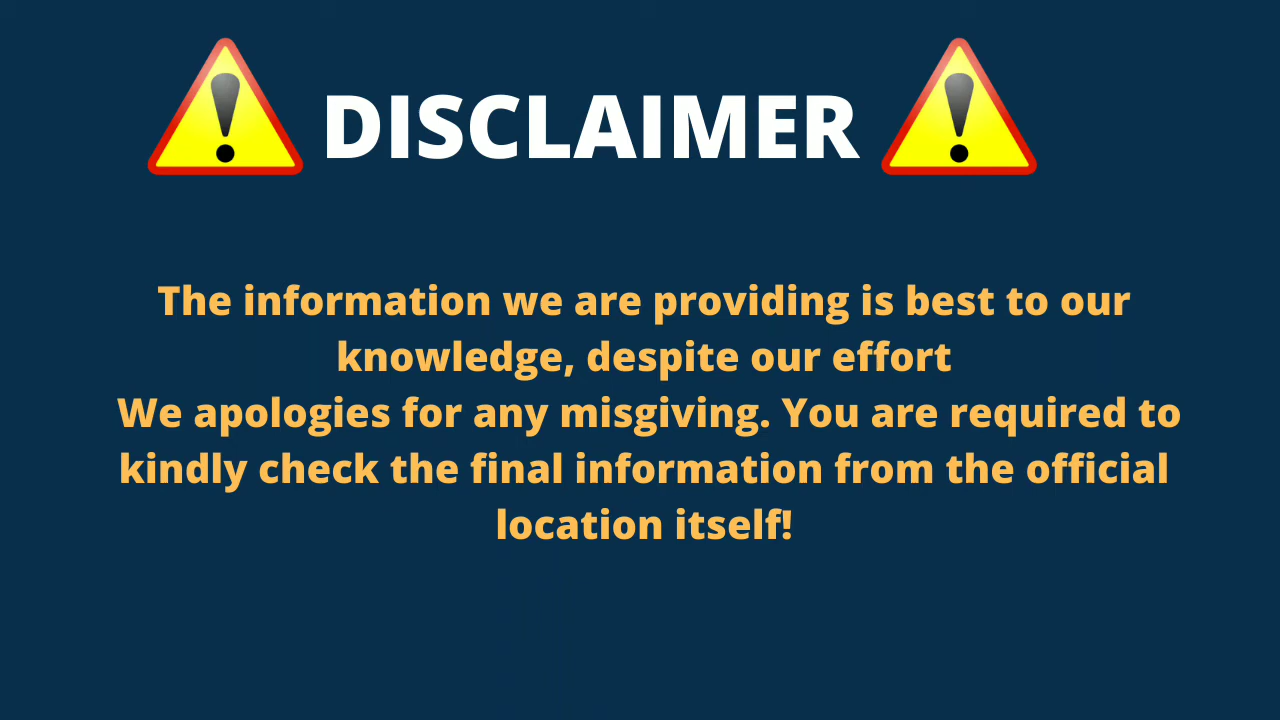 DISCLAIMER
The information we are providing is best to our
knowledge, despite our effort
We apologies for any misgiving. You are required to
kindly check the final information from the official
location itself!